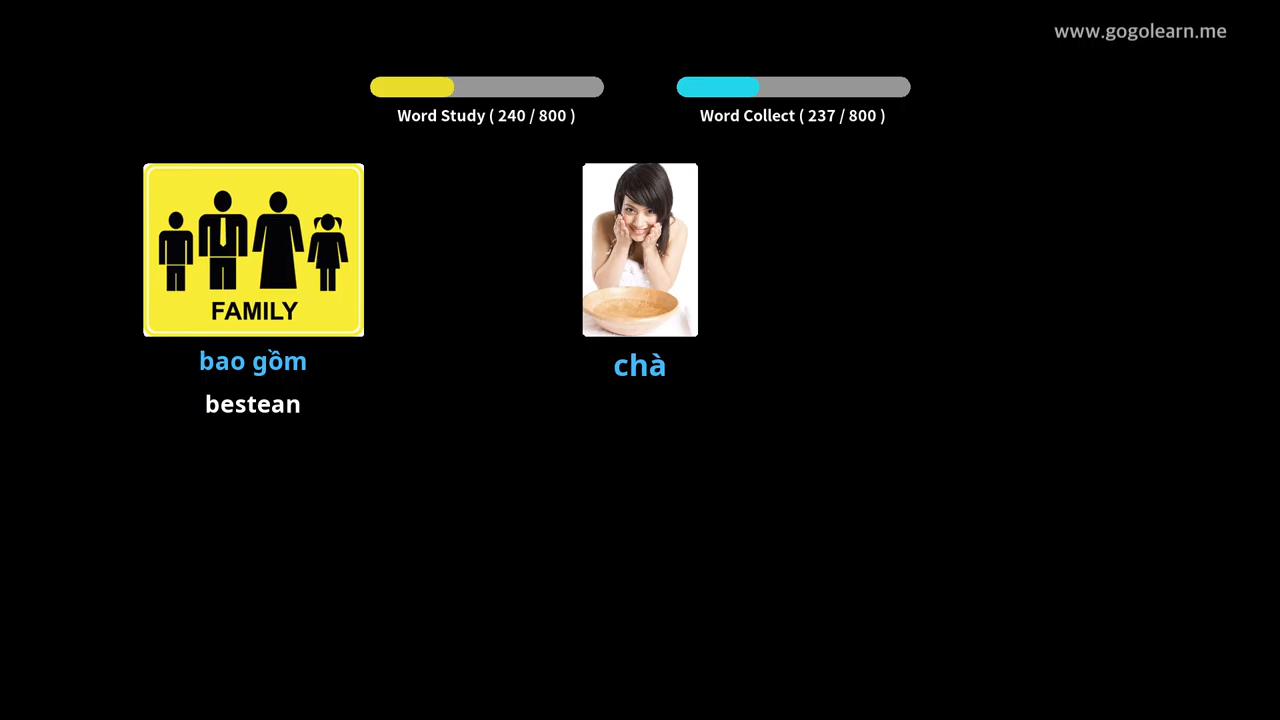 www.gogolearn.me
Word Study ( 240 / 800 )
Word Collect ( 237 / 800 )
FAMILY
bao gồm
chà
bestean